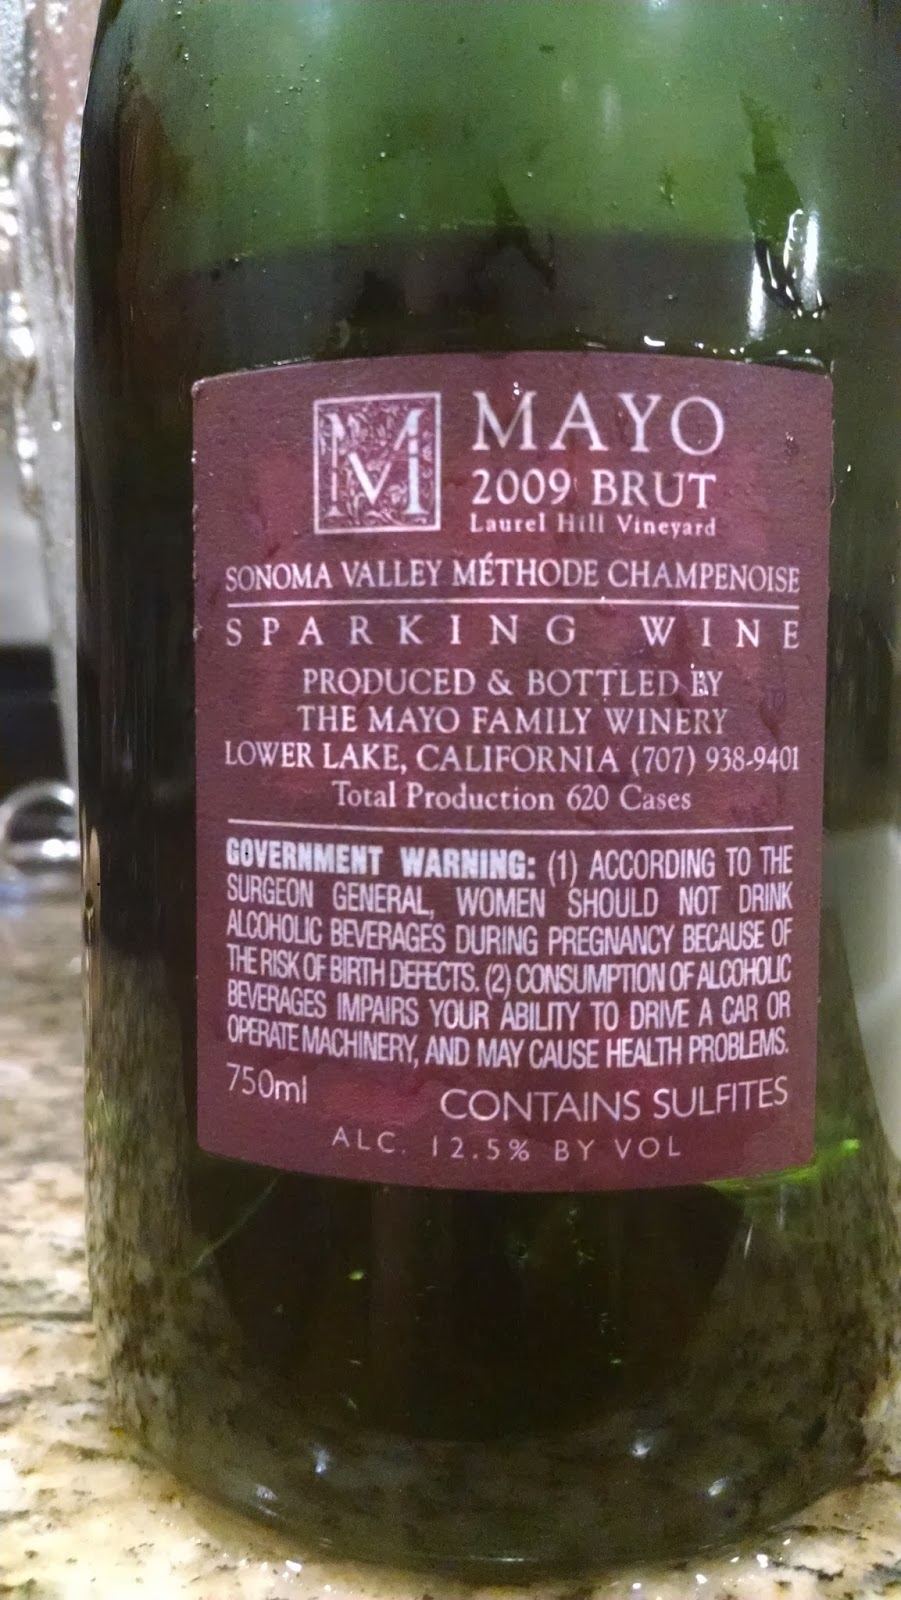 M MAYO
2009 BRUT
Laurel Hill Vineyard
SONOMA VALLEY MÉTHODE CHAMPENOISE
SPARKING WINE
PRODUCED & BOTTLED BY
THE MAYO FAMILY WINERY
LOWER LAKE, CALIFORNIA (707) 938-9401
Total Production 620 Cases
GOVERNMENT WARNING: (1) ACCORDING TO THE
SURGEON GENERAL, WOMEN SHOULD NOT DRINK
ALCOHOLIC BEVERAGES DURING PREGNANCY BECAUSE OF
THE RISK OF BIRTH DEFECTS. (2) CONSUMPTION OF ALCOHOLIC
BEVERAGES IMPAIRS YOUR ABILITY TO DRIVE A CAR OR
OPERATE MACHINERY, AND MAY CAUSE HEALTH PROBLEMS.
750ml CONTAINS SULFITES
ALC. 12.5% BY VOL